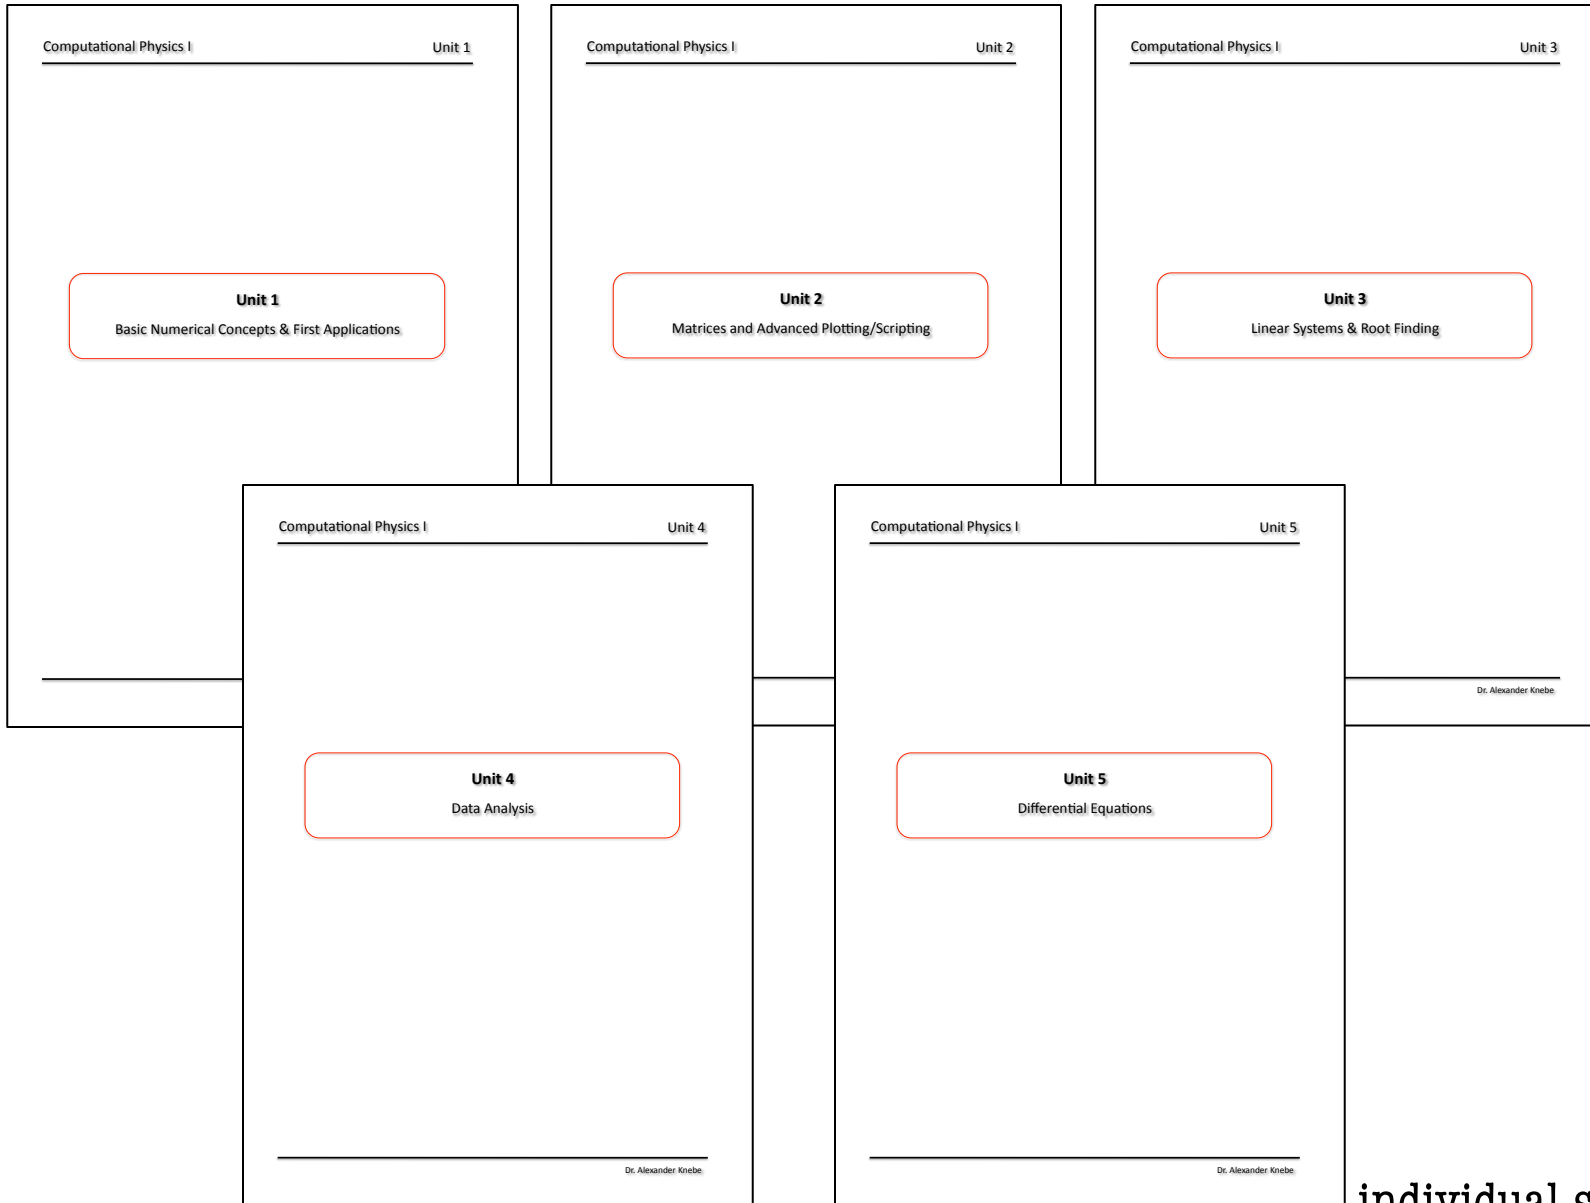 Computational Physics I Unit 1
Unit 1
Basic Numerical Concepts & First Applications
Computational Physics I Unit 2
Unit 2
Matrices and Advanced Plotting/Scripting
Computational Physics I Unit 3
Unit 3
Linear Systems & Root Finding
Dr. Alexander Knebe
Computational Physics I Unit 4
Unit 4
Data Analysis
Dr. Alexander Knebe
Computational Physics I Unit 5
Unit 5
Differential Equations
Dr. Alexander Knebe
individual